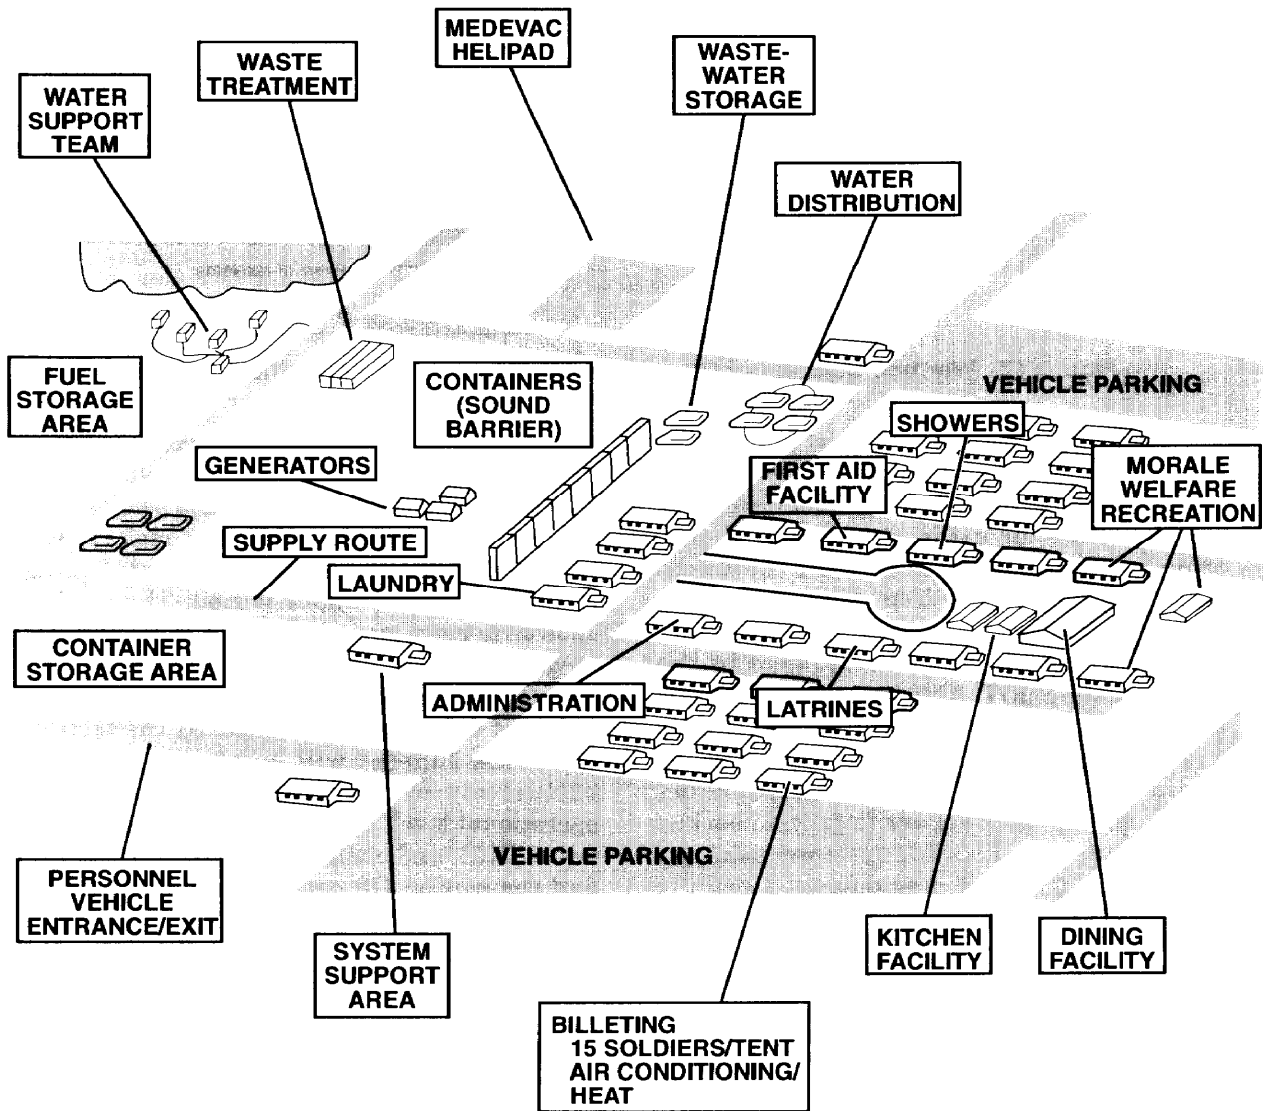 MEDEVAC
HELIPAD
WASTE
TREATMENT
WASTE-
WATER
STORAGE
WATER
SUPPORT
TEAM
WATER
DISTRIBUTION
FUEL
STORAGE
AREA
CONTAINERS
(SOUND
BARRIER)
VEHICLE PARKING
SHOWERS
GENERATORS
FIRST AID
FACILITY
MORALE
WELFARE
RECREATION
SUPPLY ROUTE
LAUNDRY
CONTAINER
STORAGE AREA
ADMINISTRATION
LATRINES
VEHICLE PARKING
PERSONNEL
VEHICLE
ENTRANCE/EXIT
SYSTEM
SUPPORT
AREA
KITCHEN
FACILITY
DINING
FACILITY
BILLETING
15 SOLDIERS/TENT
AIR CONDITIONING/
HEAT